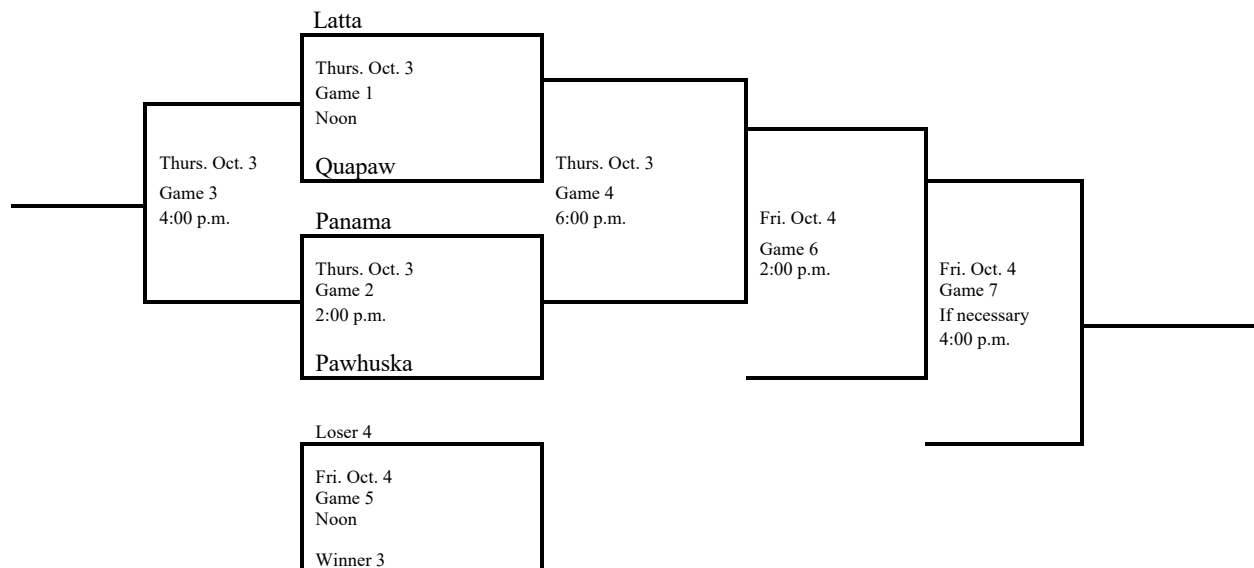 Latta
Thurs. Oct. 3
Game 1
Noon
Quapaw
Thurs. Oct. 3
Game 3
4:00 p.m.
Thurs. Oct. 3
Game 4
6:00 p.m.
Panama
Thurs. Oct. 3
Game 2
2:00 p.m.
Pawhuska
Fri. Oct. 4
Game 6
2:00 p.m.
Fri. Oct. 4
Game 7
If necessary
4:00 p.m.
Loser 4
Fri. Oct. 4
Game 5
Noon
Winner 3